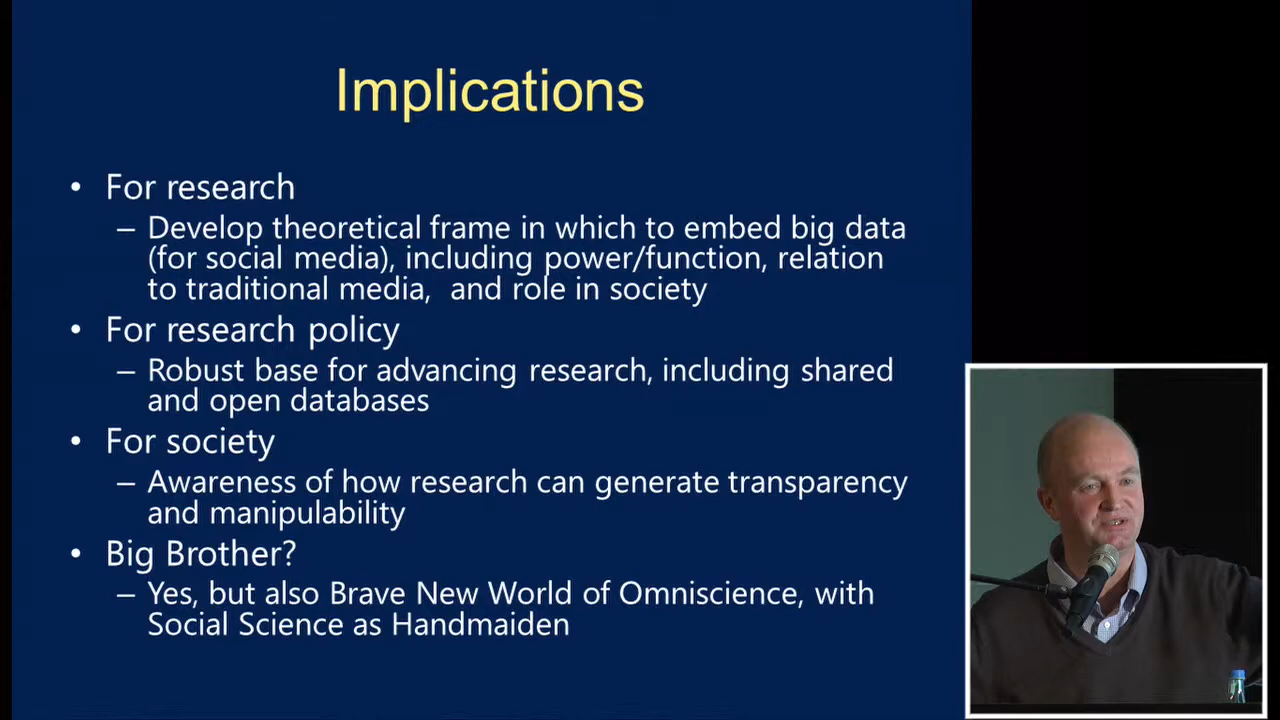 Implications
• For research
– Develop theoretical frame in which to embed big data
(for social media), including power/function, relation
to traditional media,  and role in society
• For research policy
– Robust base for advancing research, including shared
and open databases
• For society
– Awareness of how research can generate transparency
and manipulability
• Big Brother?
– Yes, but also Brave New World of Omniscience, with
Social Science as Handmaiden